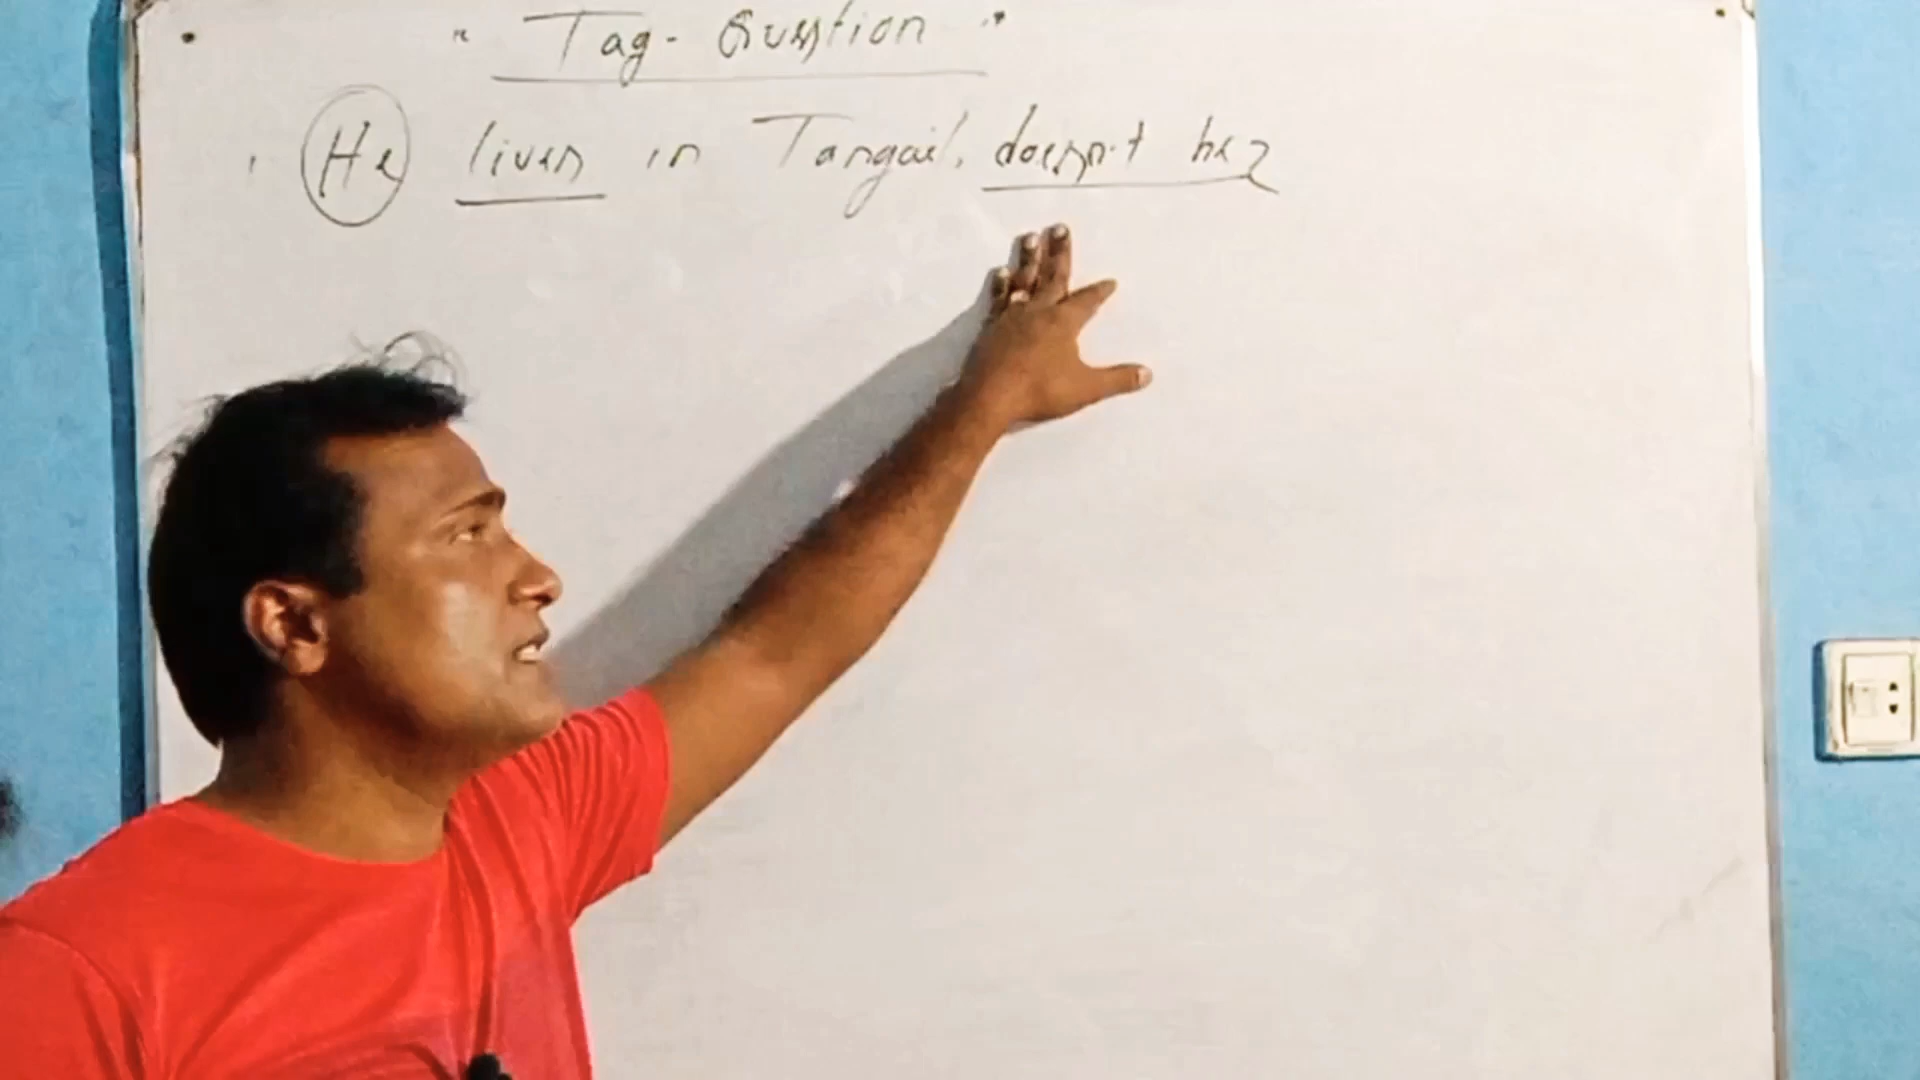 " Tag- Question "
He lives in Tangail, doesn't he?